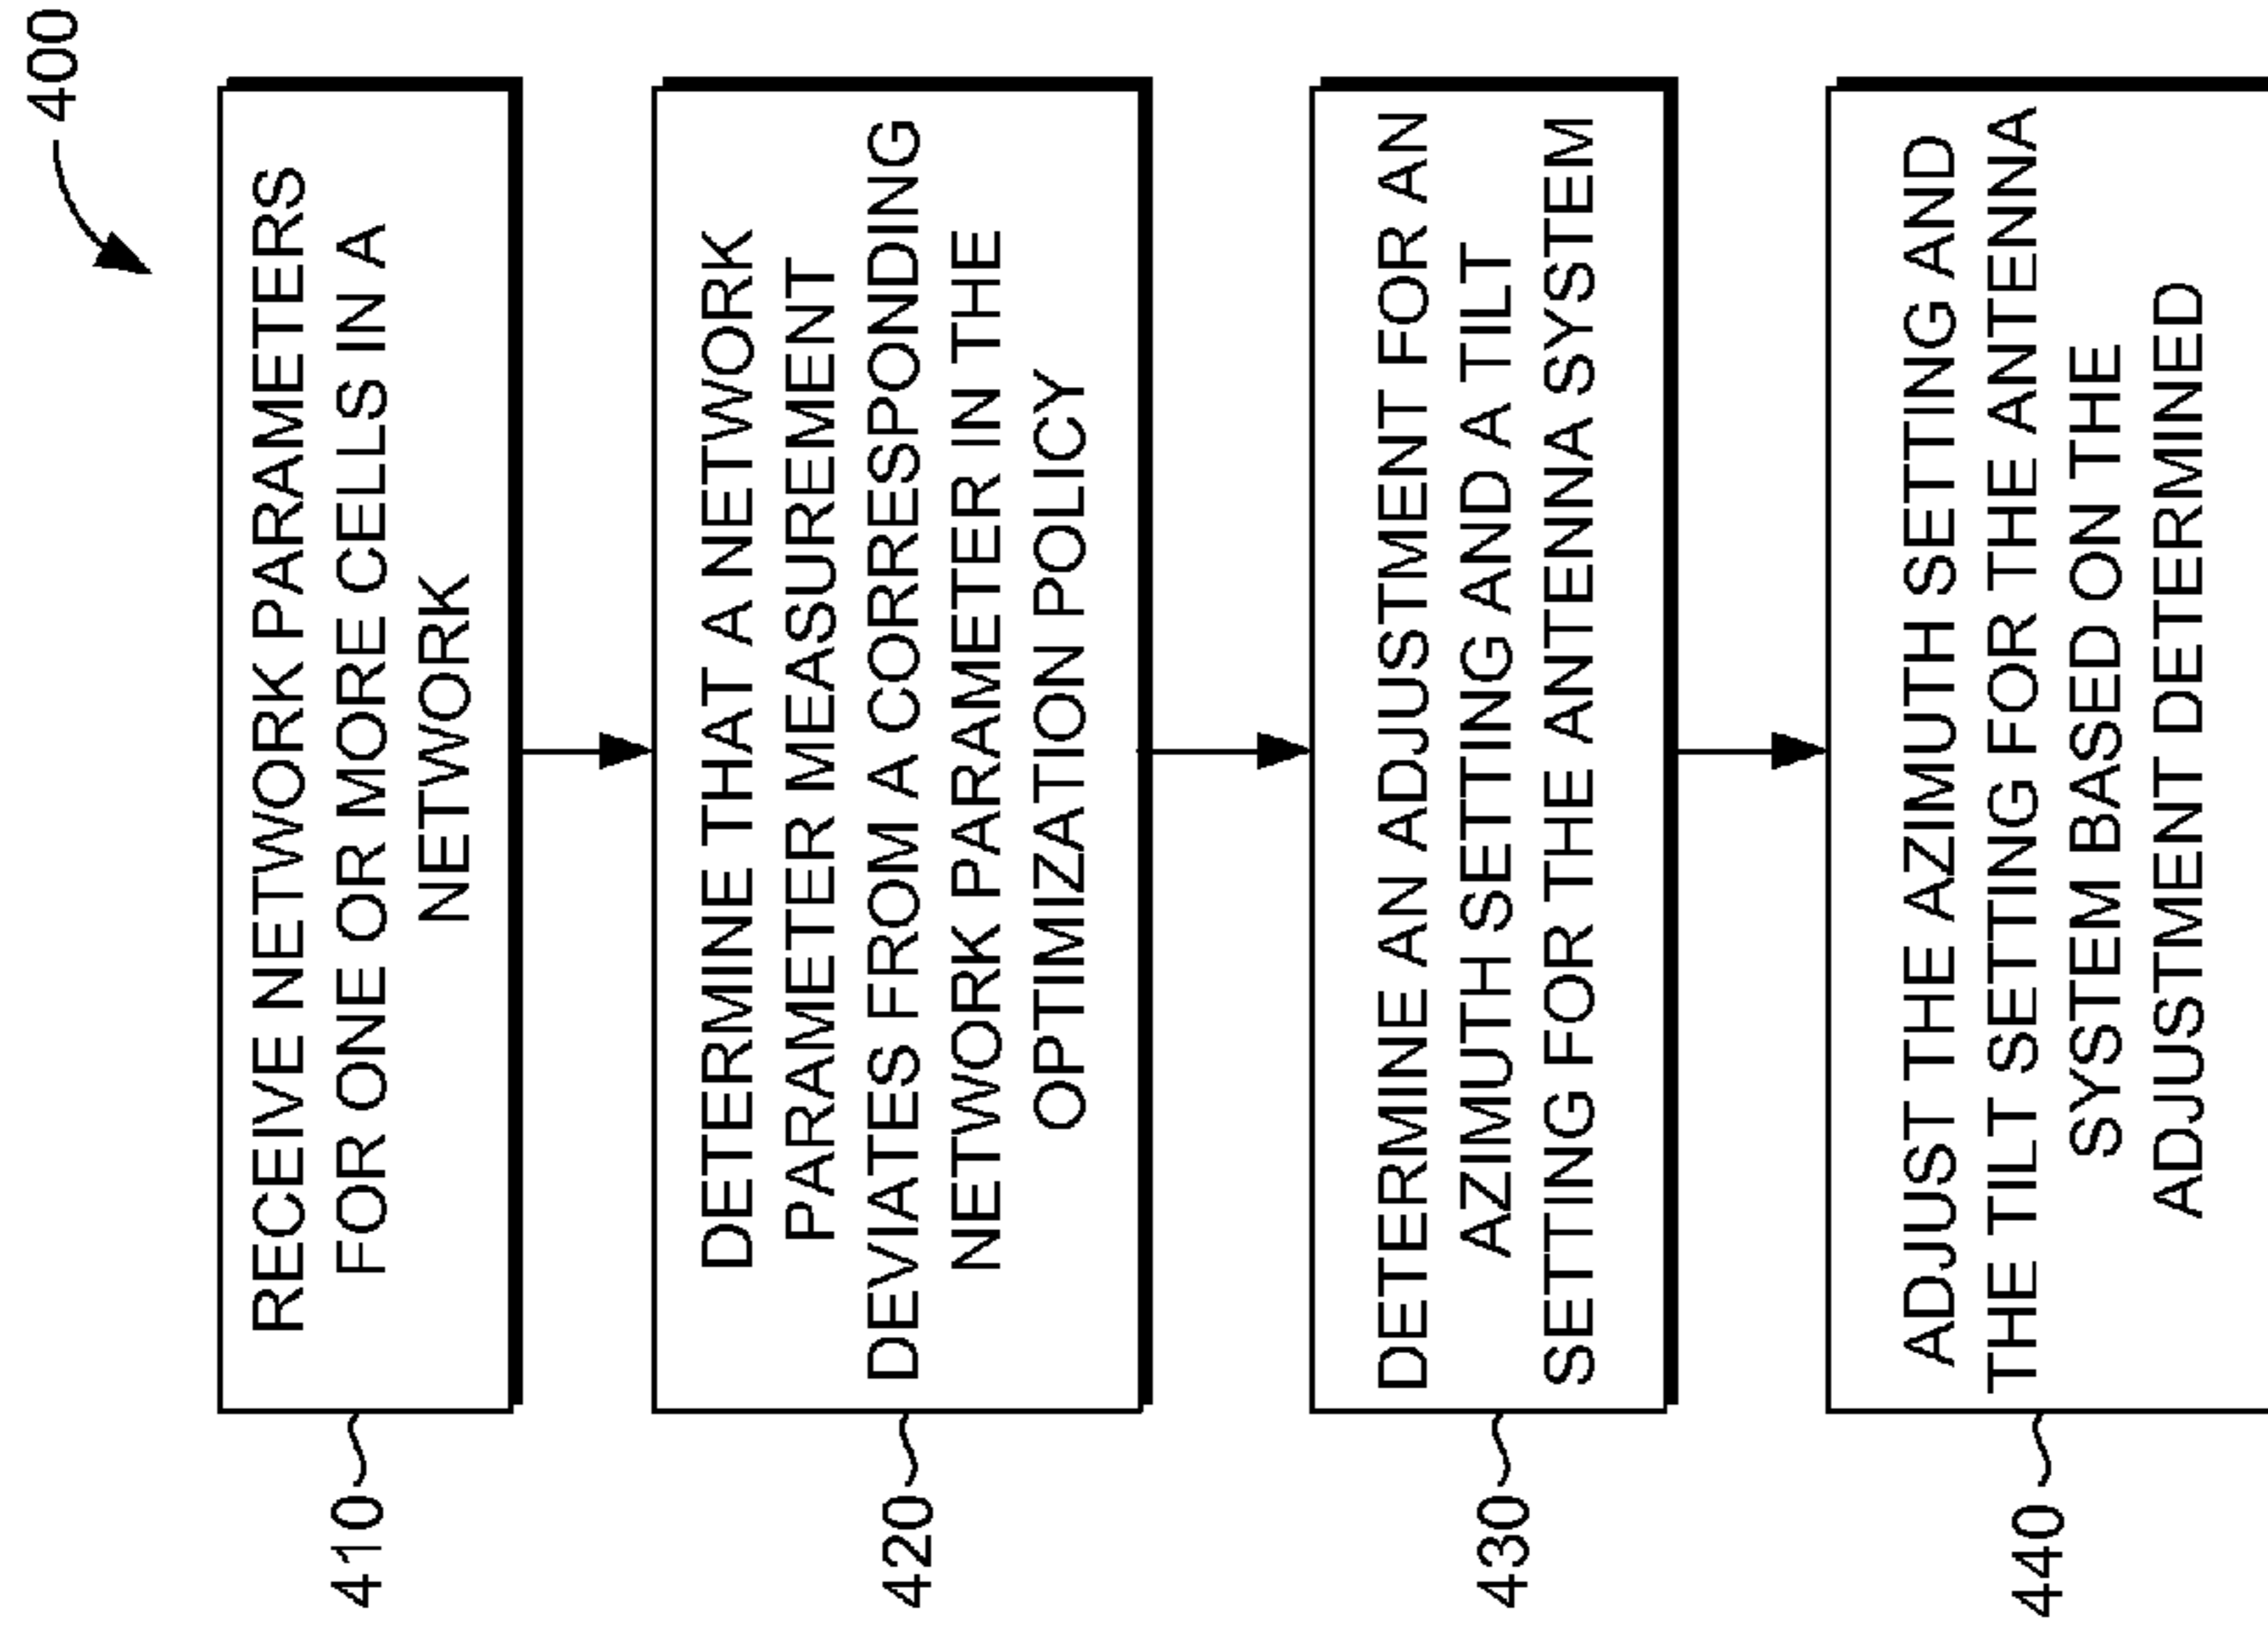 400
410
RECEIVE NETWORK PARAMETERS
FOR ONE OR MORE CELLS IN A
NETWORK
420
DETERMINE THAT A NETWORK
PARAMETER MEASUREMENT
DEVIATES FROM A CORRESPONDING
NETWORK PARAMETER IN THE
OPTIMIZATION POLICY
430
DETERMINE AN ADJUSTMENT FOR AN
AZIMUTH SETTING AND A TILT
SETTING FOR THE ANTENNA SYSTEM
440
ADJUST THE AZIMUTH SETTING AND
THE TILT SETTING FOR THE ANTENNA
SYSTEM BASED ON THE
ADJUSTMENT DETERMINED